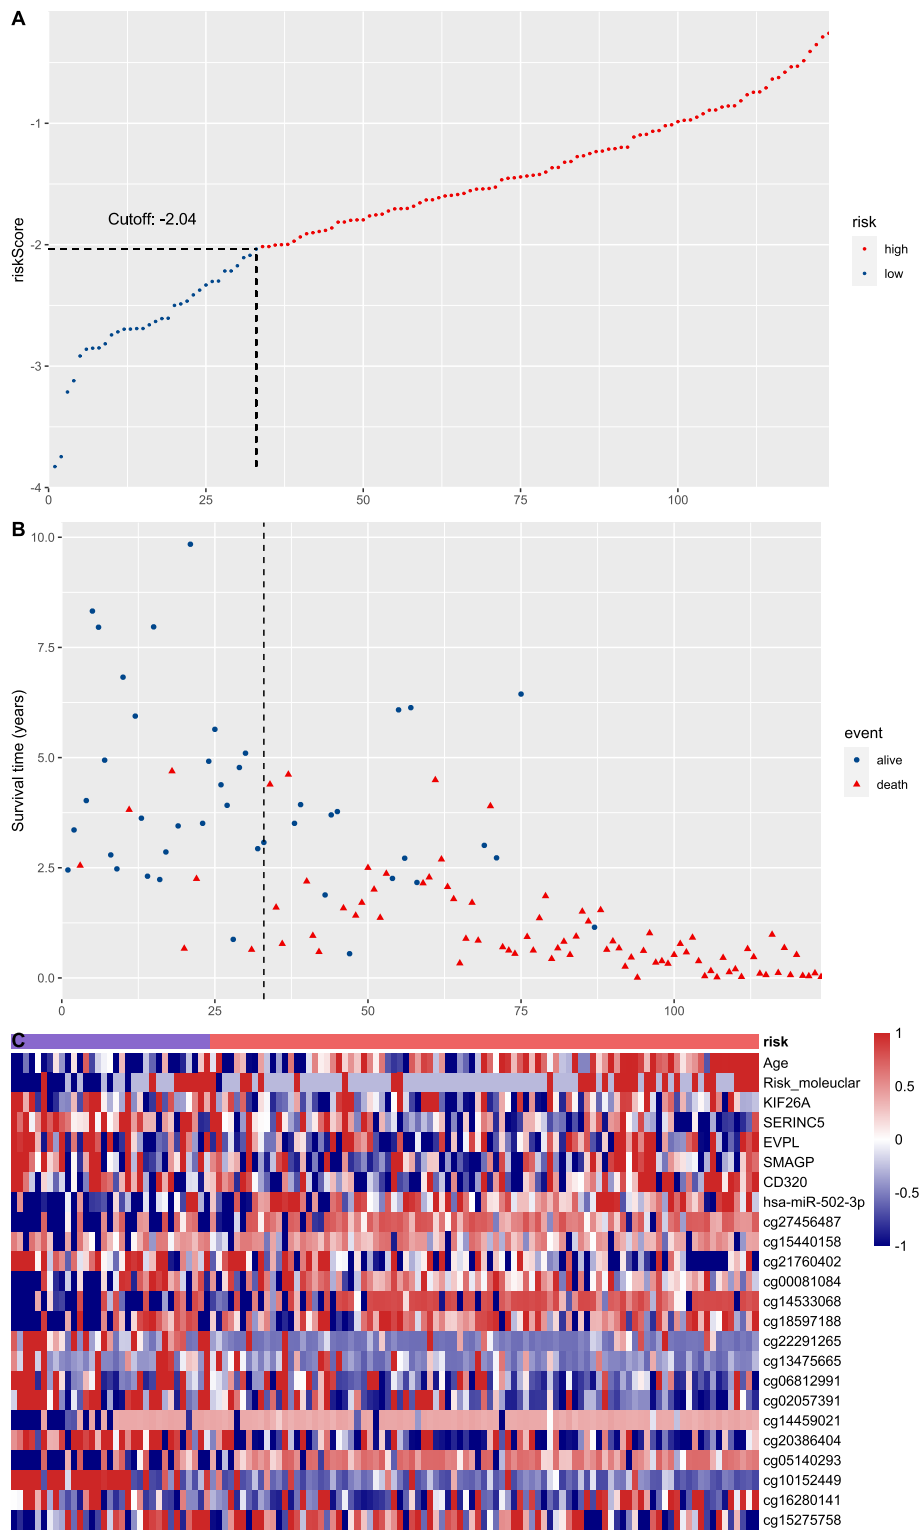 A
-1
-2
-3
-4
riskScore
Cutoff: -2.04
0
25
50
75
100
risk
high
low
B
10.0
7.5
5.0
2.5
0.0
Survival time (years)
0
25
50
75
100
event
alive
death
C
risk
Age
Risk_moleuclar
KIF26A
SERINC5
EVPL
SMAGP
CD320
hsa-miR-502-3p
cg27456487
cg15440158
cg21760402
cg00081084
cg14533068
cg18597188
cg22291265
cg13475665
cg06812991
cg02057391
cg14459021
cg20386404
cg05140293
cg10152449
cg16280141
cg15275758
1
0.5
0
-0.5
-1